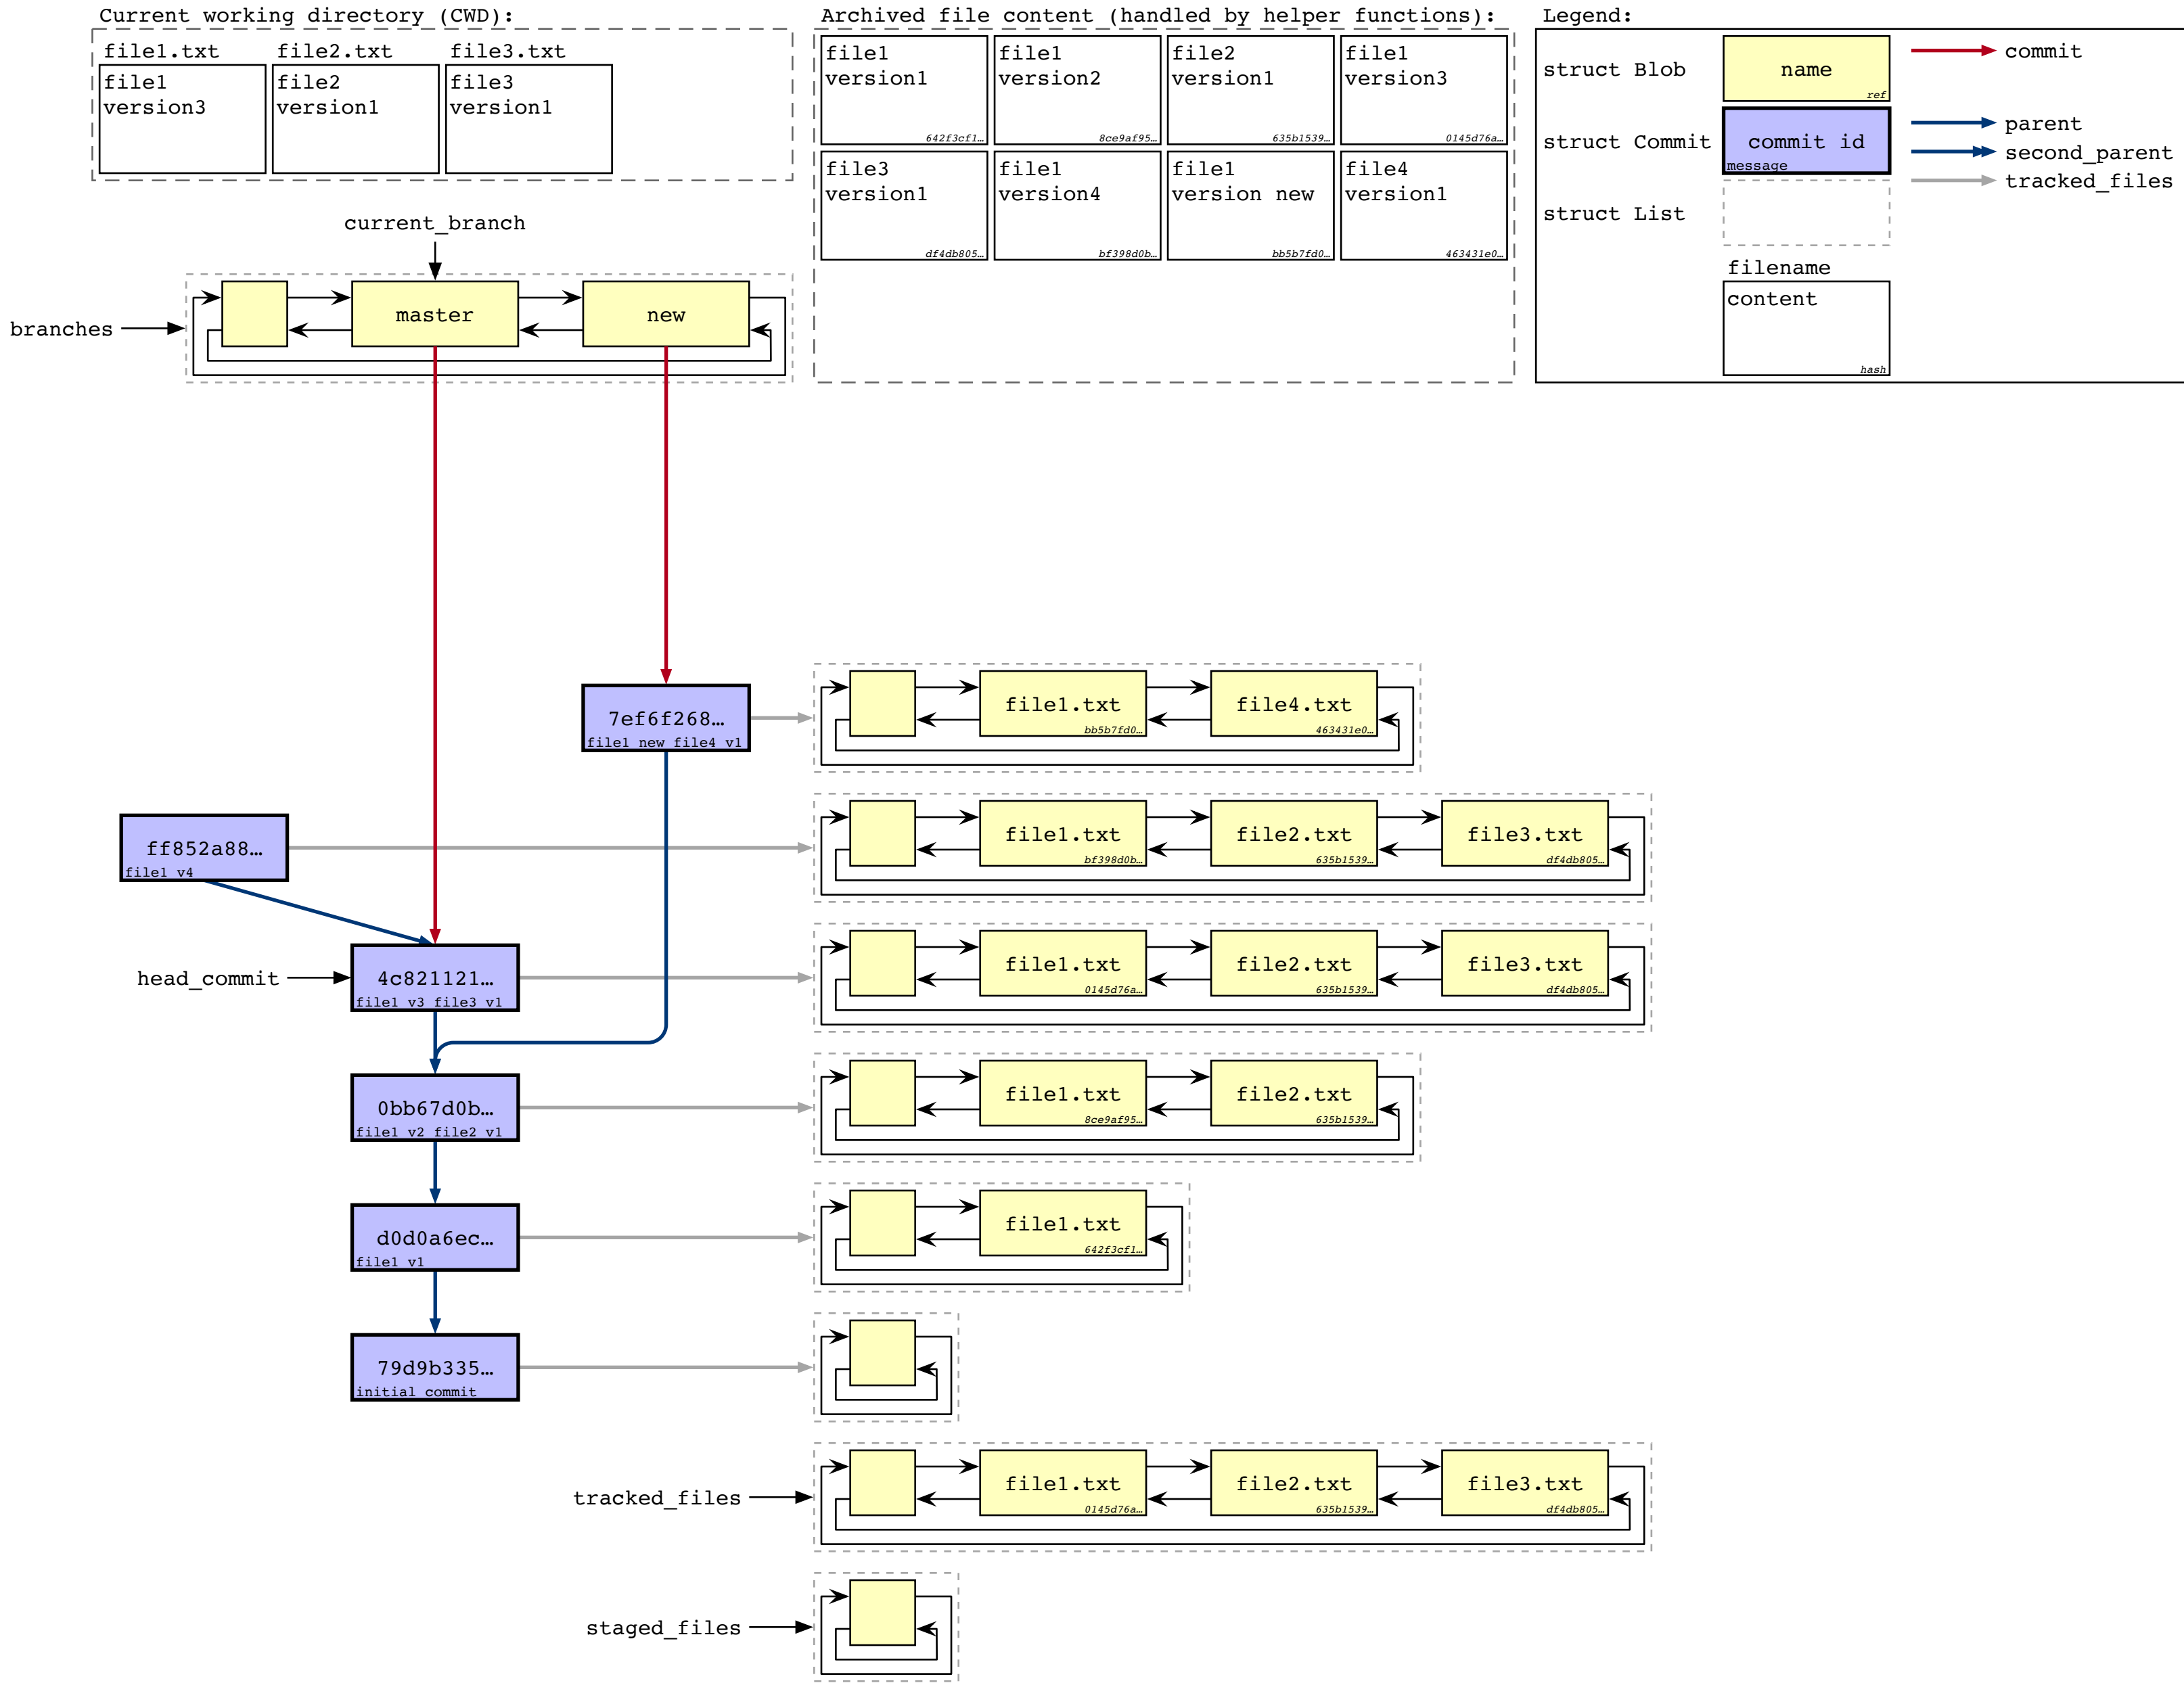 Current working directory (CWD):
file1.txt file2.txt file3.txt
file1
version3
file2
version1
file3
version1
Archived file content (handled by helper functions):
file1
version1
642f3cf1…
file1
version2
8ce9af95…
file2
version1
635b1539…
file1
version3
0145d76a…
file3
version1
df4db805…
file1
version4
bf398d0b…
file1
version new
bb5b7fd0…
file4
version1
463431e0…
Legend:
struct Blob
name
ref
commit
struct Commit
commit id
message
parent
second_parent
tracked_files
struct List
filename
content
hash
current_branch
branches
master
new
7ef6f268…
file1 new file4 v1
file1.txt
bb5b7fd0…
file4.txt
463431e0…
ff852a88…
file1 v4
file1.txt
bf398d0b…
file2.txt
635b1539…
file3.txt
df4db805…
head_commit
4c821121…
file1 v3 file3 v1
file1.txt
0145d76a…
file2.txt
635b1539…
file3.txt
df4db805…
0bb67d0b…
file1 v2 file2 v1
file1.txt
8ce9af95…
file2.txt
635b1539…
d0d0a6ec…
file1 v1
file1.txt
642f3cf1…
79d9b335…
initial commit
tracked_files
file1.txt
0145d76a…
file2.txt
635b1539…
file3.txt
df4db805…
staged_files